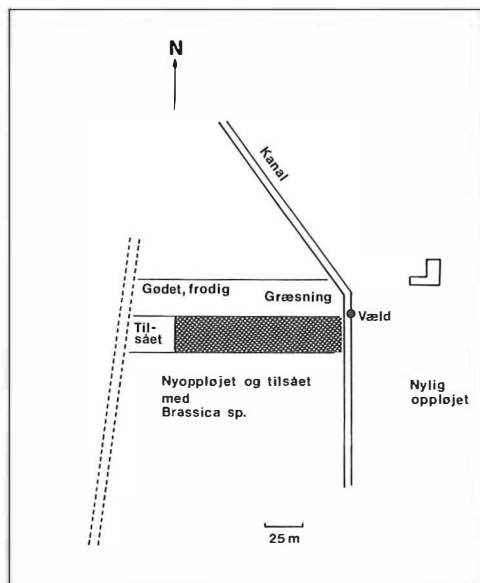 N
Kanal
Gødet, frodig
Græsning
Væld
Til-
sået
Nyoppløjet og tilsået
med
Brassica sp.
Nylig
oppløjet
25 m